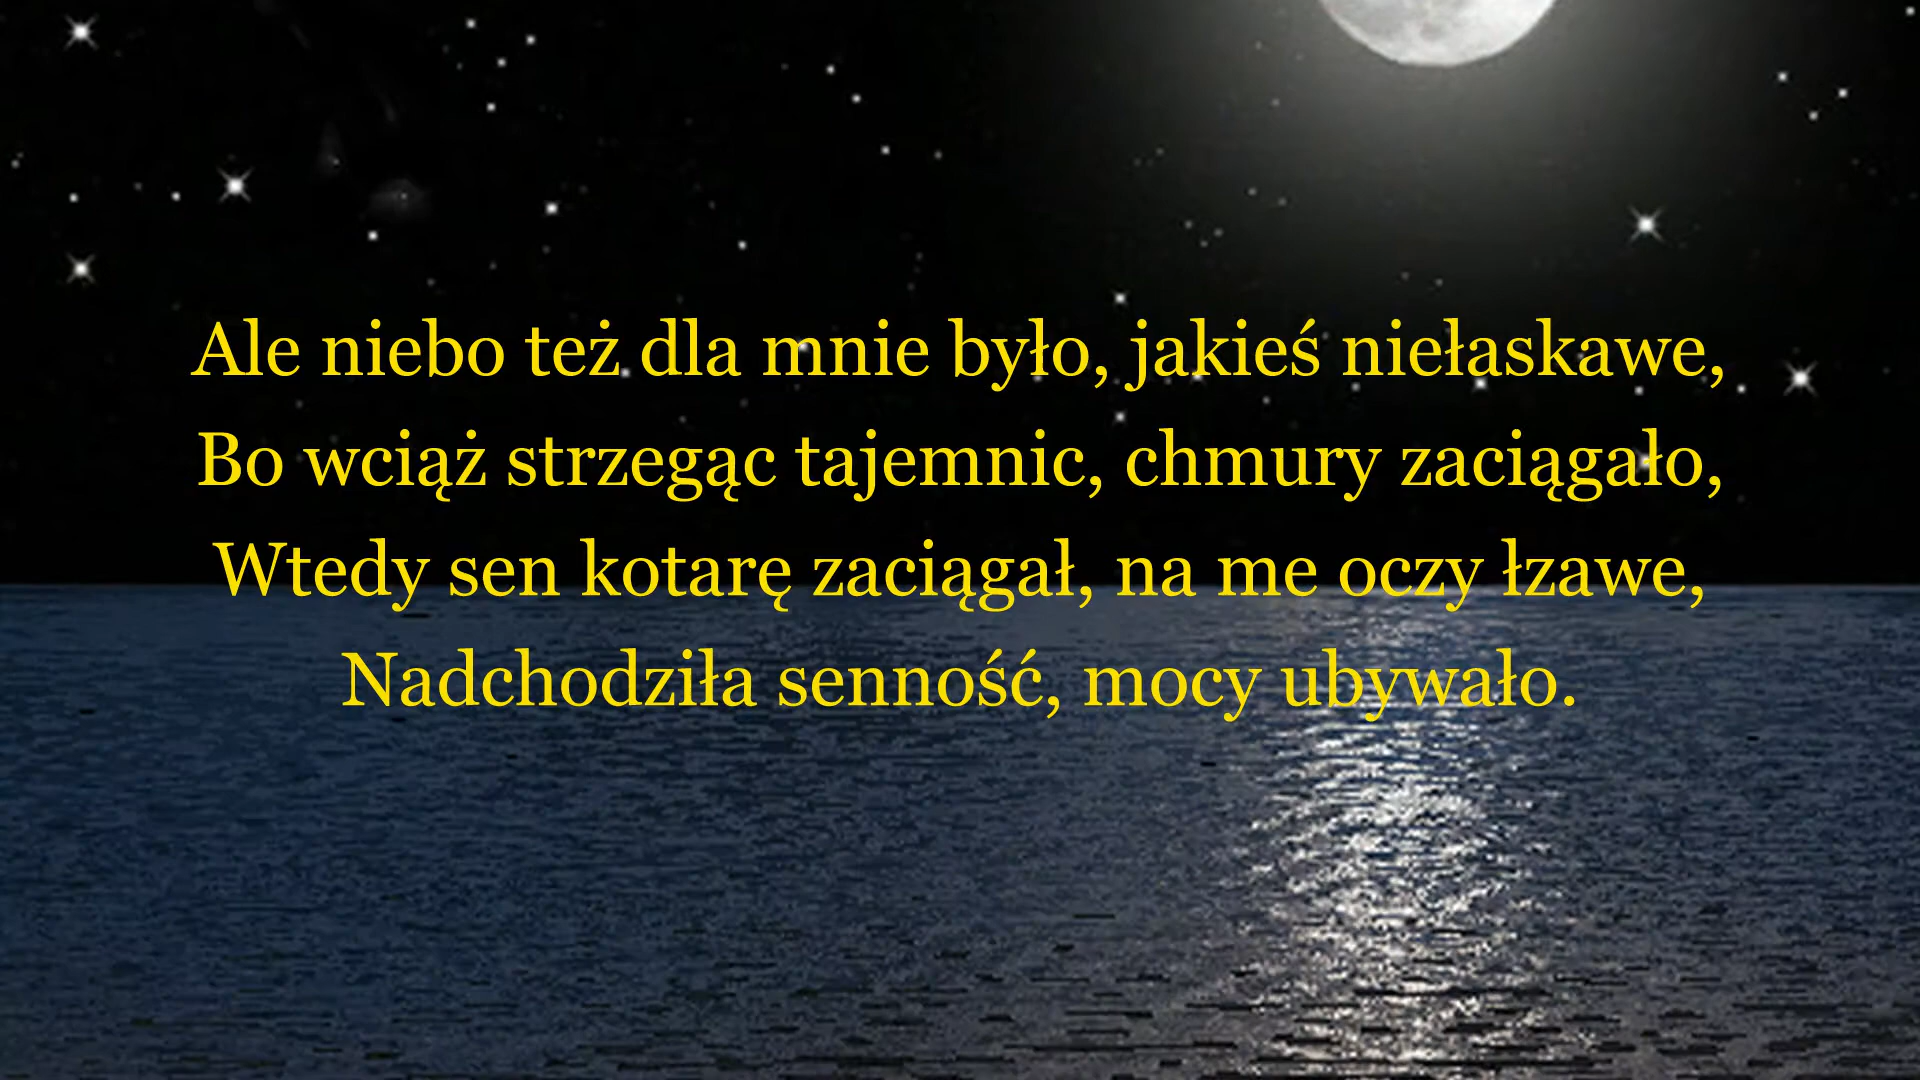 Ale niebo też dla mnie było, jakieś niełaskawe,
Bo wciąż strzegąc tajemnic, chmury zaciągało,
Wtedy sen kotarę zaciągał, na me oczy łzawe,
Nadchodziła senność, mocy ubywało.